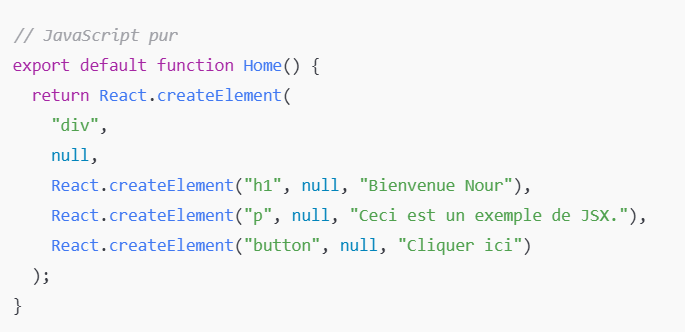 // JavaScript pur
export default function Home() {
  return React.createElement(
    "div",
    null,
    React.createElement("h1", null, "Bienvenue Nour"),
    React.createElement("p", null, "Ceci est un exemple de JSX."),
    React.createElement("button", null, "Cliquer ici")
  );
}